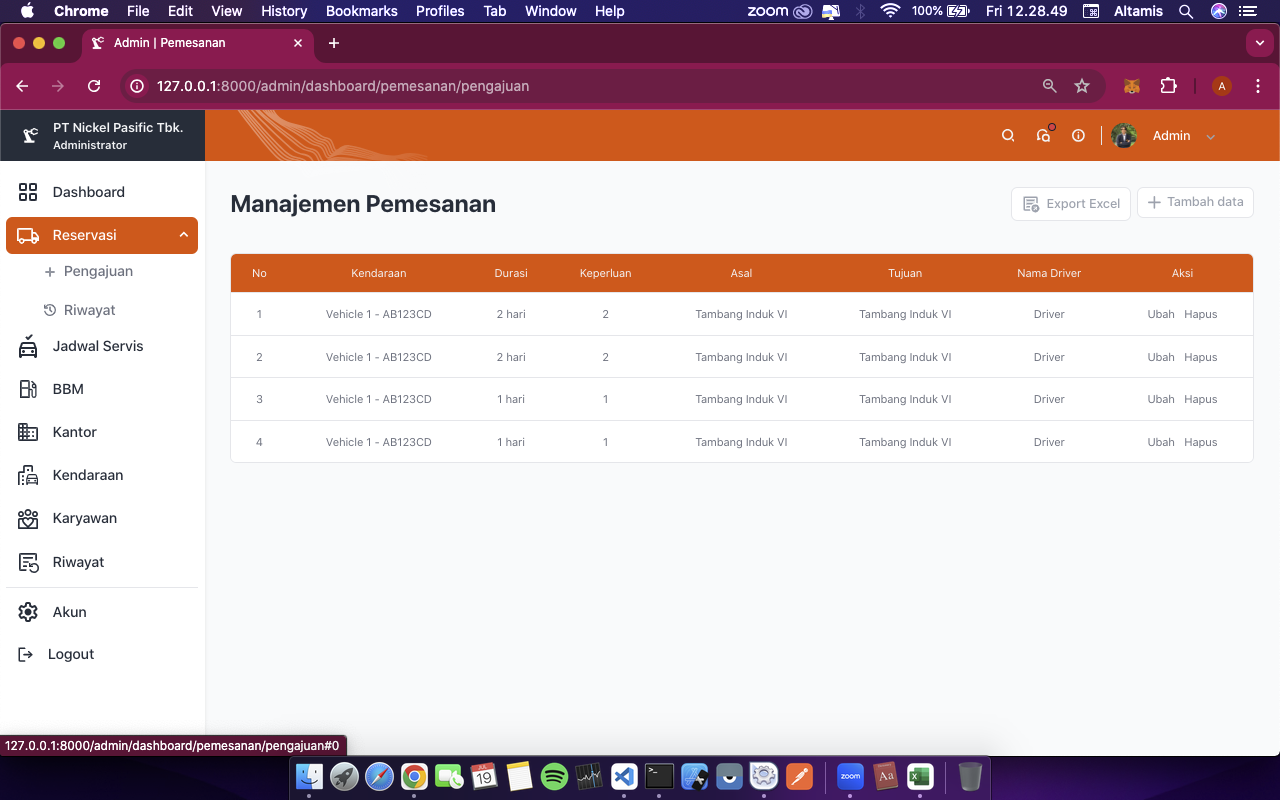 Chrome File Edit View History Bookmarks Profiles Tab Window Help zoom 100% Fri 12.28.49 Altamis
Admin | Pemesanan
127.0.0.1:8000/admin/dashboard/pemesanan/pengajuan A
PT Nickel Pasific Tbk.
Administrator
Admin
Dashboard
Reservasi
Pengajuan
Riwayat
Jadwal Servis
BBM
Kantor
Kendaraan
Karyawan
Riwayat
Akun
Logout
Manajemen Pemesanan
Export Excel
Tambah data
No Kendaraan Durasi Keperluan Asal Tujuan Nama Driver Aksi
1 Vehicle 1 - AB123CD 2 hari 2 Tambang Induk VI Tambang Induk VI Driver Ubah Hapus
2 Vehicle 1 - AB123CD 2 hari 2 Tambang Induk VI Tambang Induk VI Driver Ubah Hapus
3 Vehicle 1 - AB123CD 1 hari 1 Tambang Induk VI Tambang Induk VI Driver Ubah Hapus
4 Vehicle 1 - AB123CD 1 hari 1 Tambang Induk VI Tambang Induk VI Driver Ubah Hapus
127.0.0.1:8000/admin/dashboard/pemesanan/pengajuan#0
JUL
19
zoom
Aa